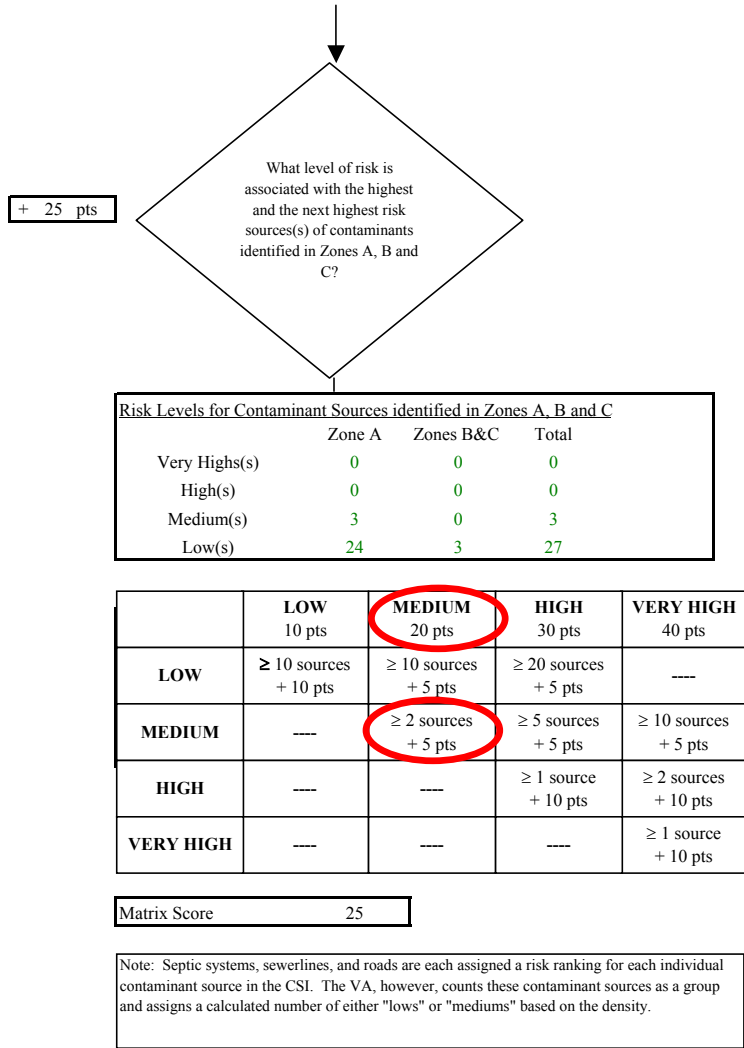 What level of risk is
associated with the highest
and the next highest risk
sources(s) of contaminants
identified in Zones A, B and
C?
+ 25 pts
Risk Levels for Contaminant Sources identified in Zones A, B and C
Zone A Zones B&C Total
Very Highs(s) 0 0 0
High(s) 0 0 0
Medium(s) 3 0 3
Low(s) 24 3 27
LOW MEDIUM HIGH VERY HIGH
10 pts 20 pts 30 pts 40 pts
LOW ≥ 10 sources + 10 pts ≥ 10 sources + 5 pts ≥ 20 sources + 5 pts ----
MEDIUM ---- ≥ 2 sources + 5 pts ≥ 5 sources + 5 pts ≥ 10 sources + 5 pts
HIGH ---- ---- ≥ 1 source + 10 pts ≥ 2 sources + 10 pts
VERY HIGH ---- ---- ---- ≥ 1 source + 10 pts
Matrix Score 25
Note: Septic systems, sewerlines, and roads are each assigned a risk ranking for each individual
contaminant source in the CSI. The VA, however, counts these contaminant sources as a group
and assigns a calculated number of either "lows" or "mediums" based on the density.